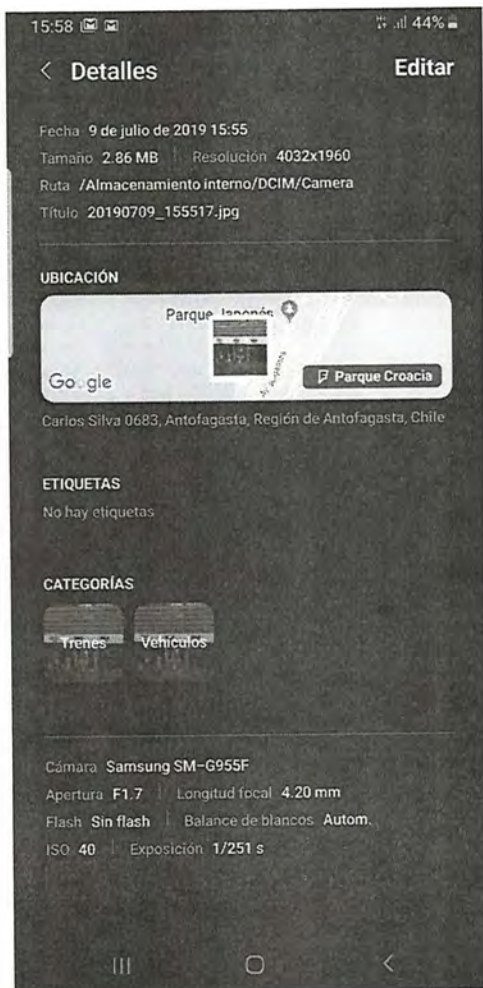 15:58 44%
< Detalles Editar
Fecha 9 de julio de 2019 15:55
Tamaño 2.86 MB | Resolución 4032x1960
Ruta /Almacenamiento interno/DCIM/Camera
Título 20190709_155517.jpg
UBICACIÓN
Parque Japonés
Google
Parque Croacia
Carlos Silva 0683, Antofagasta, Región de Antofagasta, Chile
ETIQUETAS
No hay etiquetas
CATEGORÍAS
Trenes Vehículos
Cámara Samsung SM-G955F
Apertura F1.7 | Longitud focal 4.20 mm
Flash Sin flash | Balance de blancos Autom.
ISO 40 | Exposición 1/251 s